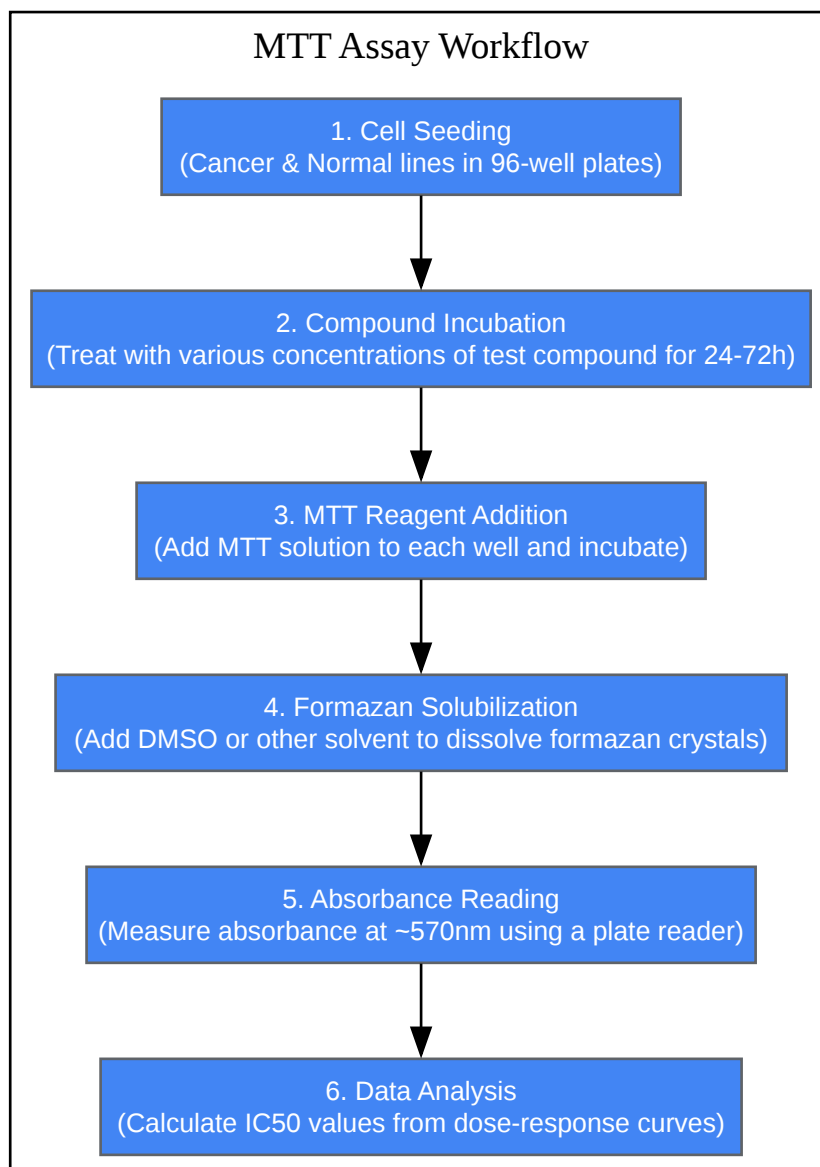 MTT Assay Workflow
1. Cell Seeding
(Cancer & Normal lines in 96-well plates)
2. Compound Incubation
(Treat with various concentrations of test compound for 24-72h)
3. MTT Reagent Addition
(Add MTT solution to each well and incubate)
4. Formazan Solubilization
(Add DMSO or other solvent to dissolve formazan crystals)
5. Absorbance Reading
(Measure absorbance at ~570nm using a plate reader)
6. Data Analysis
(Calculate IC50 values from dose-response curves)